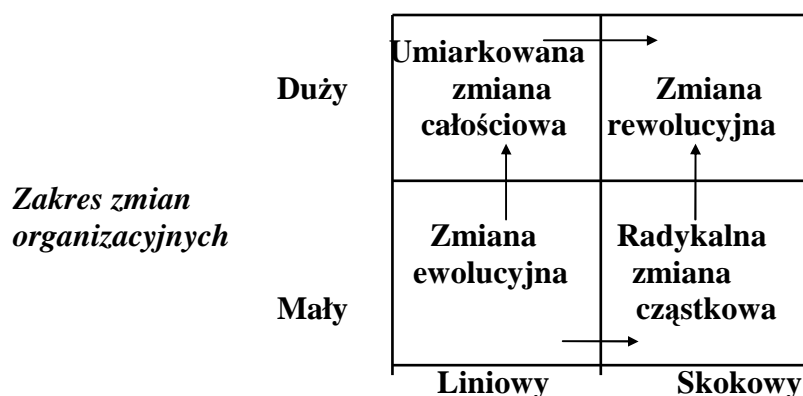 Umiarkowana
zmiana
całościowa
Duży
Zmiana
rewolucyjna
Zakres zmian
organizacyjnych
Zmiana
ewolucyjna
Radykalna
zmiana
cząstkowa
Mały
Liniowy
Skokowy